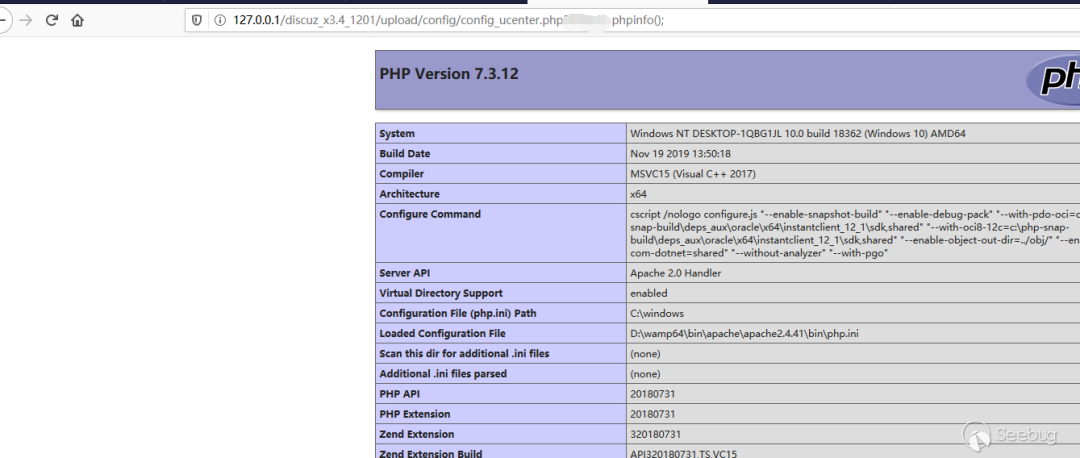 127.0.0.1/discuz_x3.4_1201/upload/config/config_ucenter.php phpinfo();
PHP Version 7.3.12
System Windows NT DESKTOP-1QBG1JL 10.0 build 18362 (Windows 10) AMD64
Build Date Nov 19 2019 13:50:18
Compiler MSVC15 (Visual C++ 2017)
Architecture x64
Configure Command cscript /nologo configure.js "--enable-snapshot-build" "--enable-debug-pack" "--with-pdo-oci=c
snap-build\deps_aux\oracle\x64\instantclient_12_1\sdk,shared" "--with-oci8-12c=c:\php-snap-
build\deps_aux\oracle\x64\instantclient_12_1\sdk,shared" "--enable-object-out-dir=../obj/" "--en
com-dotnet=shared" "--without-analyzer" "--with-pgo"
Server API Apache 2.0 Handler
Virtual Directory Support enabled
Configuration File (php.ini) Path C:\windows
Loaded Configuration File D:\wamp64\bin\apache\apache2.4.41\bin\php.ini
Scan this dir for additional .ini files (none)
Additional .ini files parsed (none)
PHP API 20180731
PHP Extension 20180731
Zend Extension 320180731
Zend Extension Build API320180731,TS,VC15
Seebug